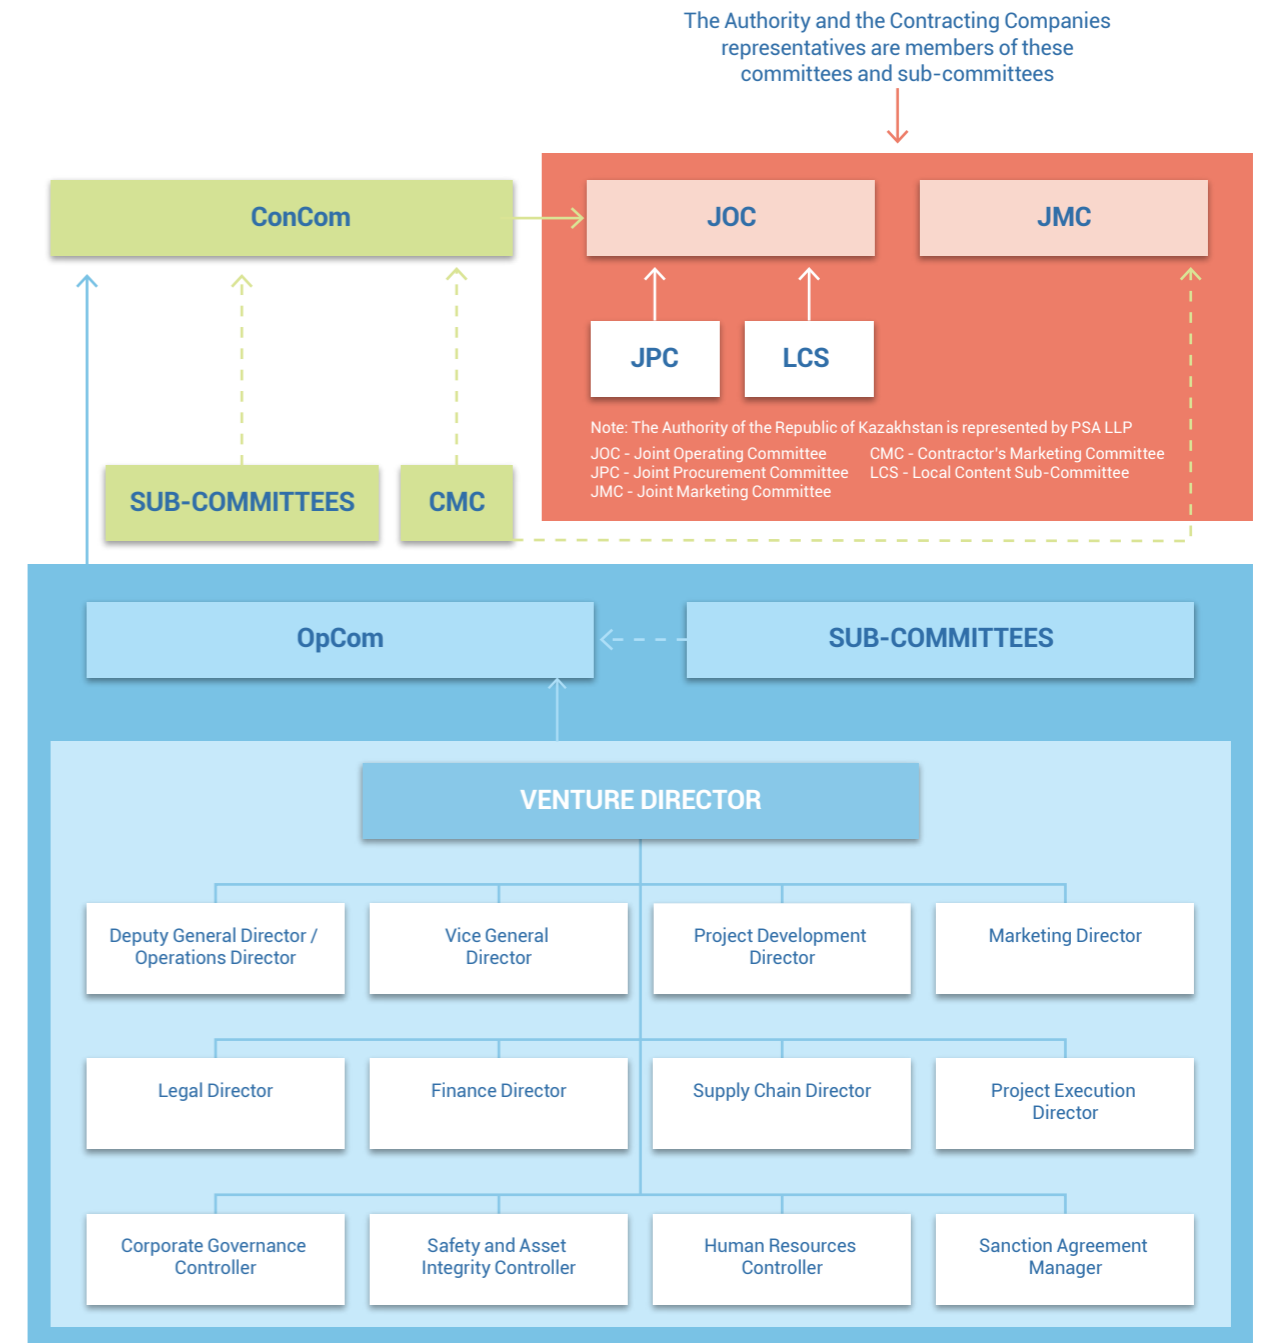 The Authority and the Contracting Companies
representatives are members of these
committees and sub-committees
ConCom
JOC
JMC
JPC
LCS
Note: The Authority of the Republic of Kazakhstan is represented by PSA LLP
JOC - Joint Operating Committee
JPC - Joint Procurement Committee
JMC - Joint Marketing Committee
CMC - Contractor's Marketing Committee
LCS - Local Content Sub-Committee
SUB-COMMITTEES
CMC
OpCom
SUB-COMMITTEES
VENTURE DIRECTOR
Deputy General Director /
Operations Director
Vice General
Director
Project Development
Director
Marketing Director
Legal Director
Finance Director
Supply Chain Director
Project Execution
Director
Corporate Governance
Controller
Safety and Asset
Integrity Controller
Human Resources
Controller
Sanction Agreement
Manager